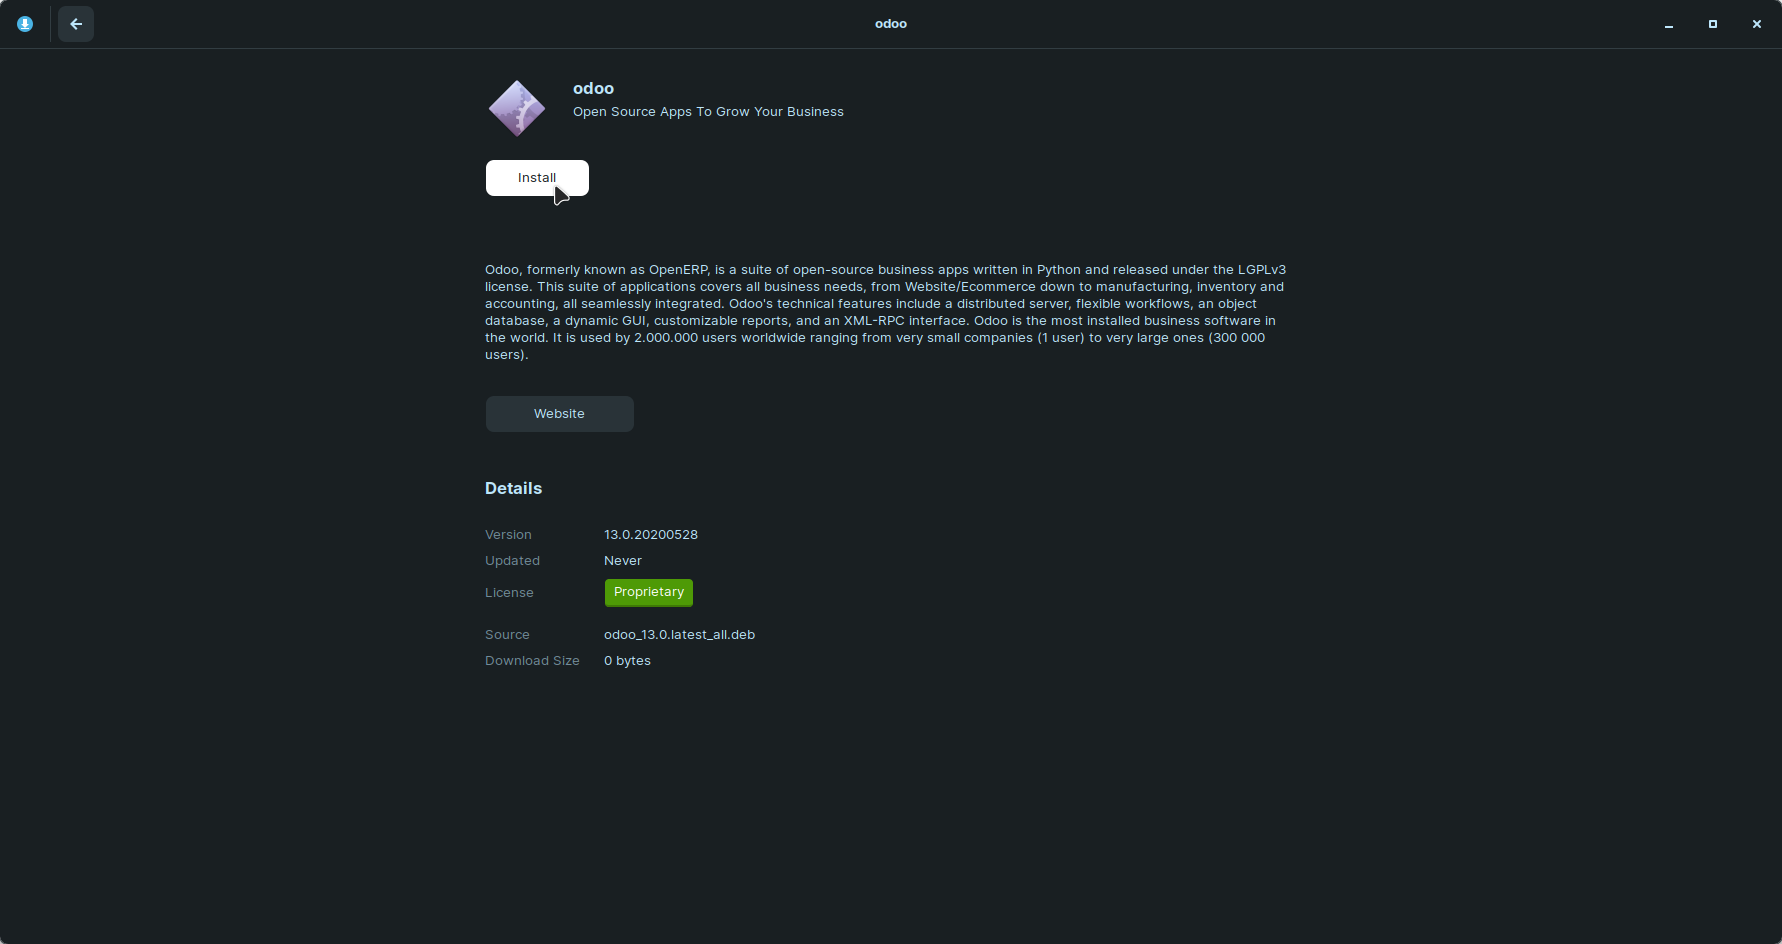 odoo
odoo
Open Source Apps To Grow Your Business
Install
Odoo, formerly known as OpenERP, is a suite of open-source business apps written in Python and released under the LGPLv3
license. This suite of applications covers all business needs, from Website/Ecommerce down to manufacturing, inventory and
accounting, all seamlessly integrated. Odoo's technical features include a distributed server, flexible workflows, an object
database, a dynamic GUI, customizable reports, and an XML-RPC interface. Odoo is the most installed business software in
the world. It is used by 2.000.000 users worldwide ranging from very small companies (1 user) to very large ones (300 000
users).
Website
Details
Version 13.0.20200528
Updated Never
License Proprietary
Source odoo_13.0.latest_all.deb
Download Size 0 bytes